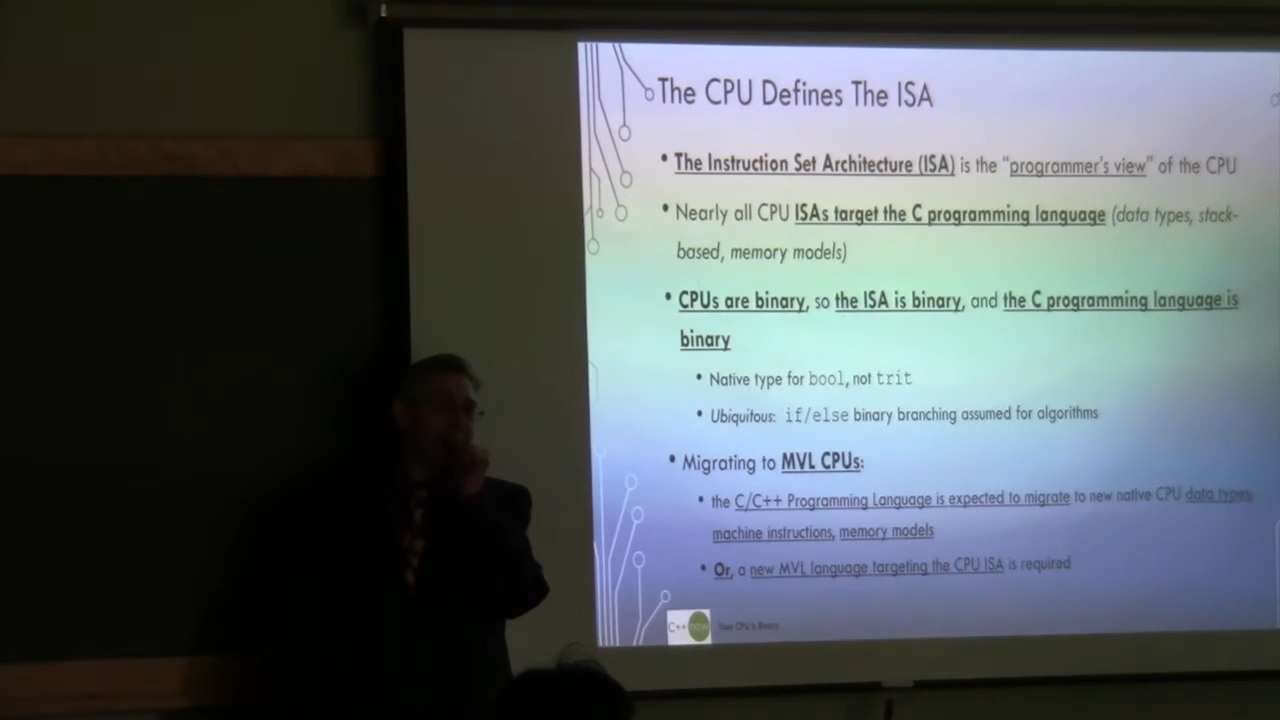 The CPU Defines The ISA
• The Instruction Set Architecture (ISA) is the "programmer's view" of the CPU
• Nearly all CPU ISAs target the C programming language (data types, stack-
based, memory models)
• CPUs are binary, so the ISA is binary, and the C programming language is
binary
• Native type for bool, not trit
• Ubiquitous: if/else binary branching assumed for algorithms
• Migrating to MVL CPUs:
• the C/C++ Programming Language is expected to migrate to new native CPU data types,
machine instructions, memory models
• Or, a new MVL language targeting the CPU ISA is required
C++
Your CPU Is Binary